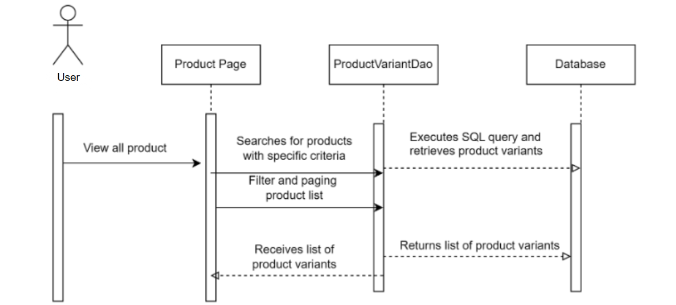 User
Product Page
ProductVariantDao
Database
View all product
Searches for products
with specific criteria
Executes SQL query and
retrieves product variants
Filter and paging
product list
Receives list of
product variants
Returns list of product variants